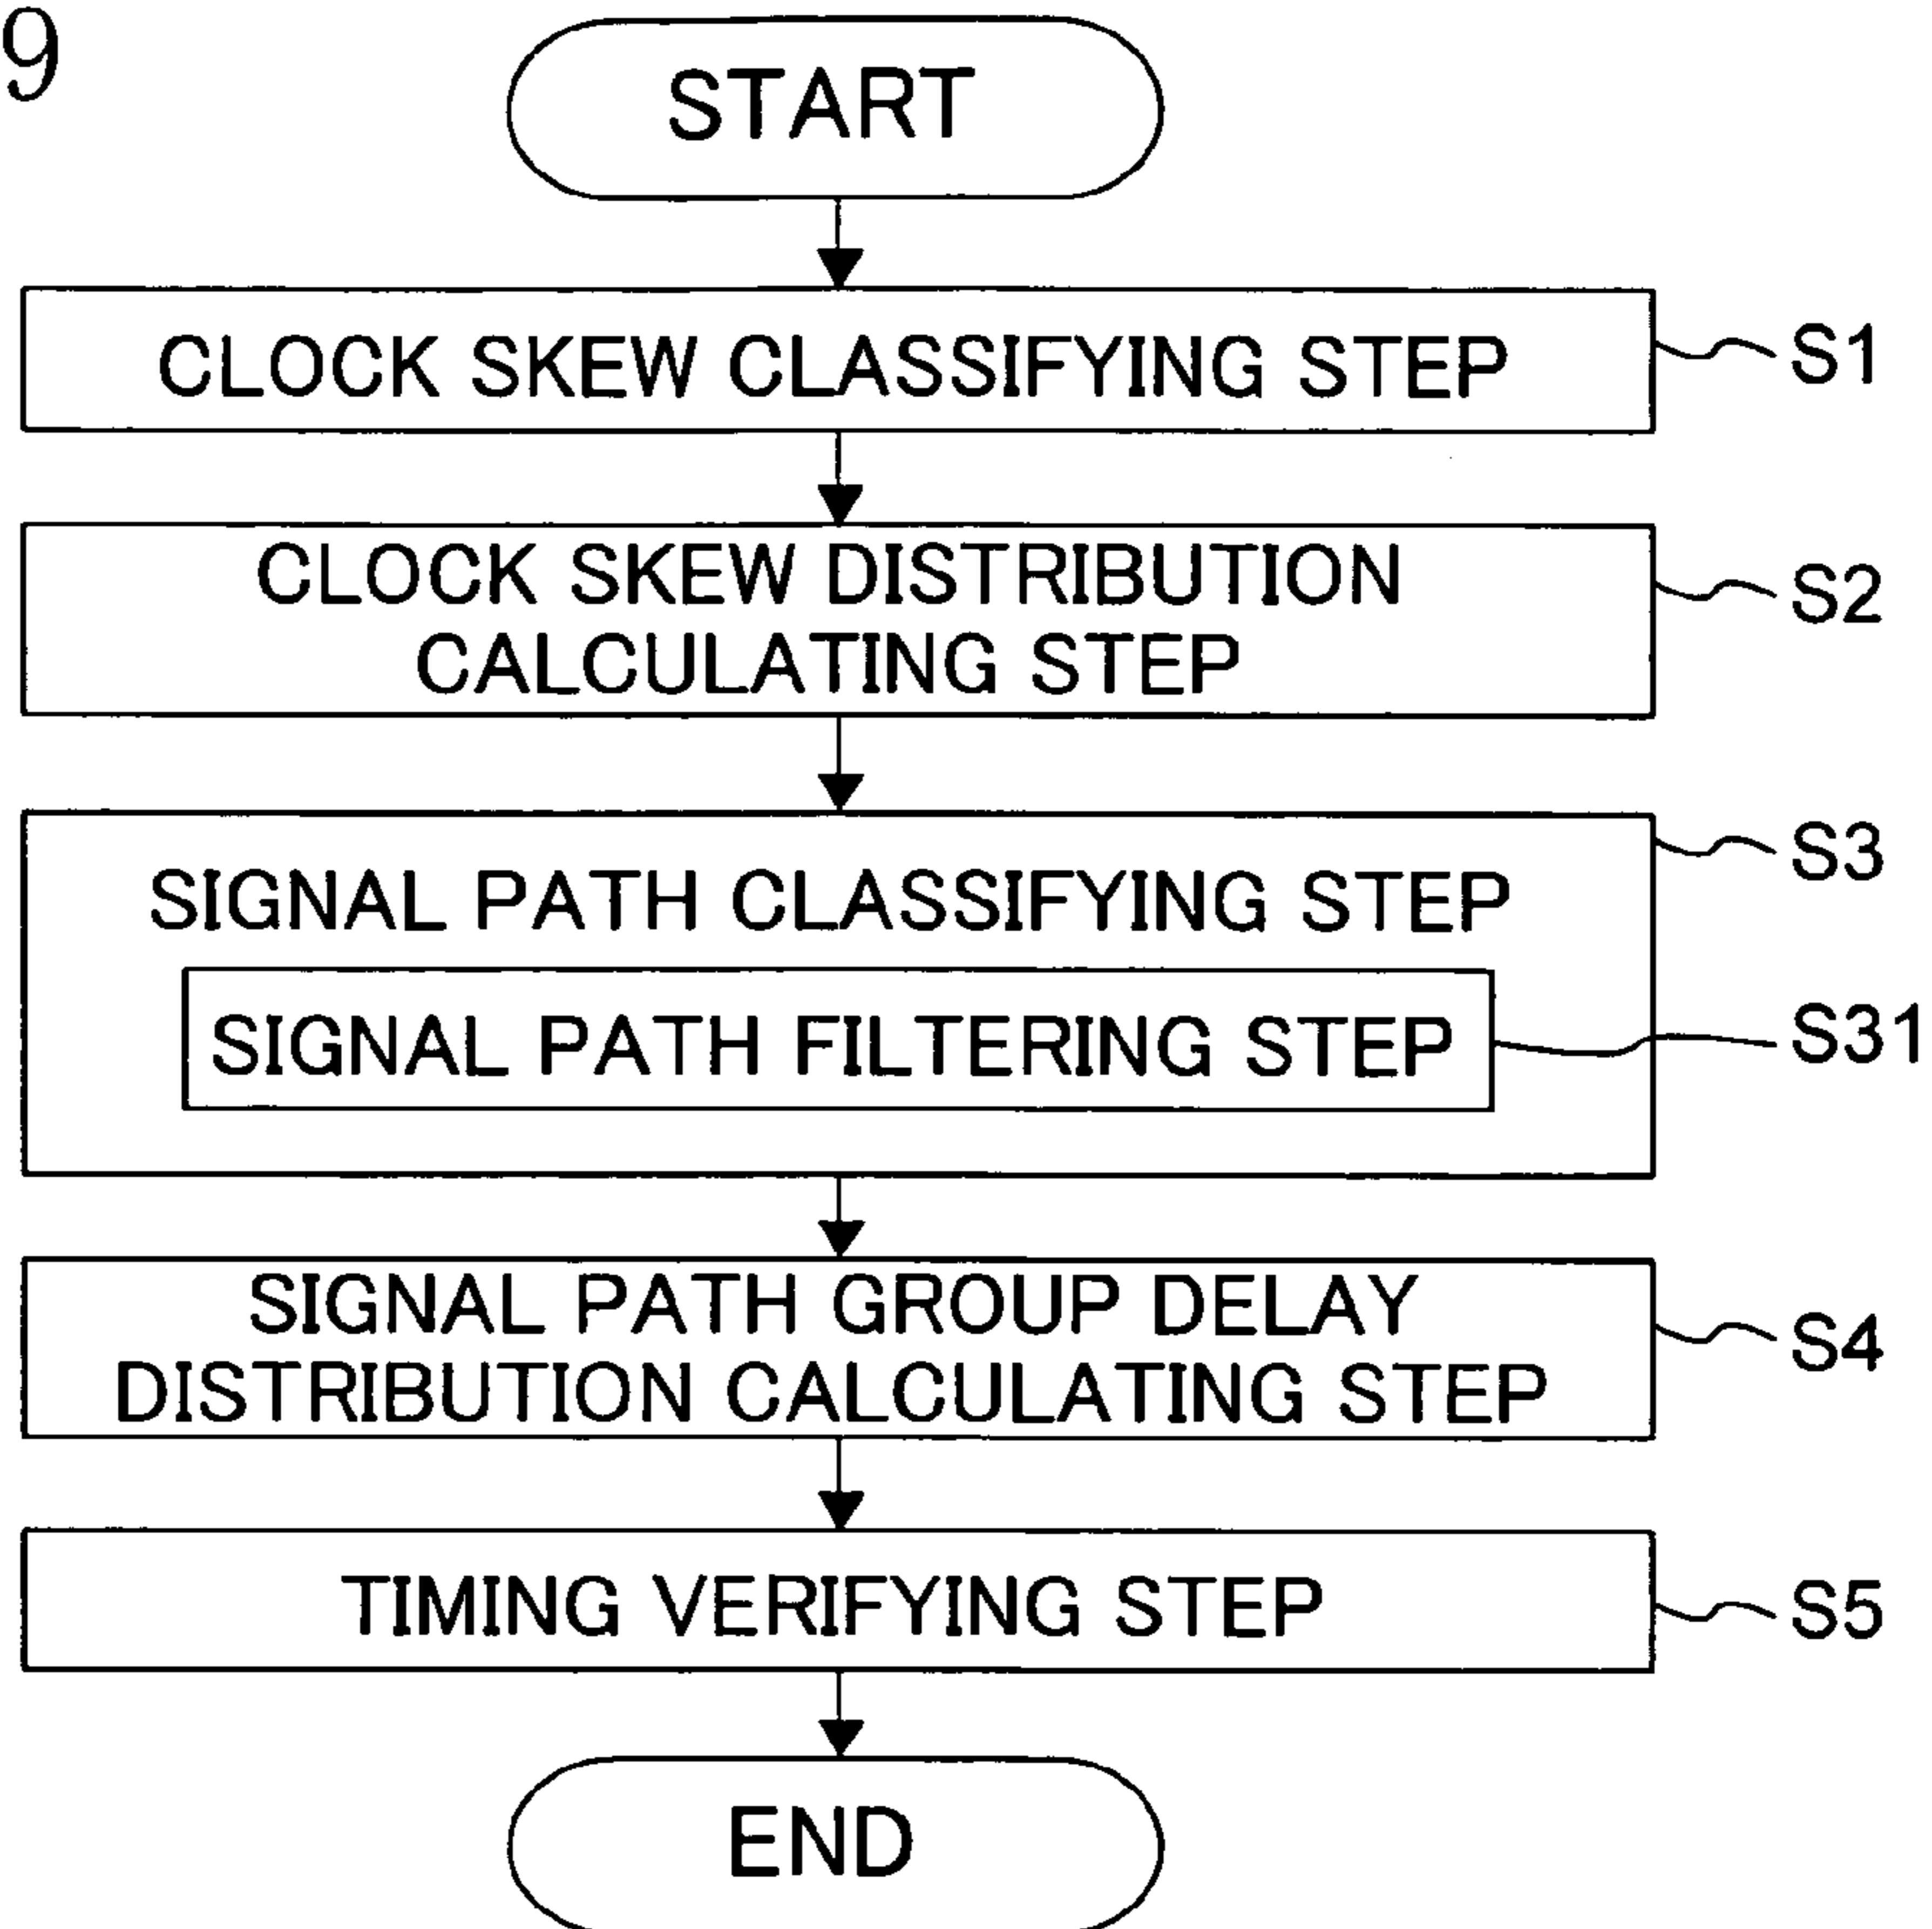 9
START
CLOCK SKEW CLASSIFYING STEP
S1
CLOCK SKEW DISTRIBUTION
CALCULATING STEP
S2
SIGNAL PATH CLASSIFYING STEP
S3
SIGNAL PATH FILTERING STEP
S31
SIGNAL PATH GROUP DELAY
DISTRIBUTION CALCULATING STEP
S4
TIMING VERIFYING STEP
S5
END